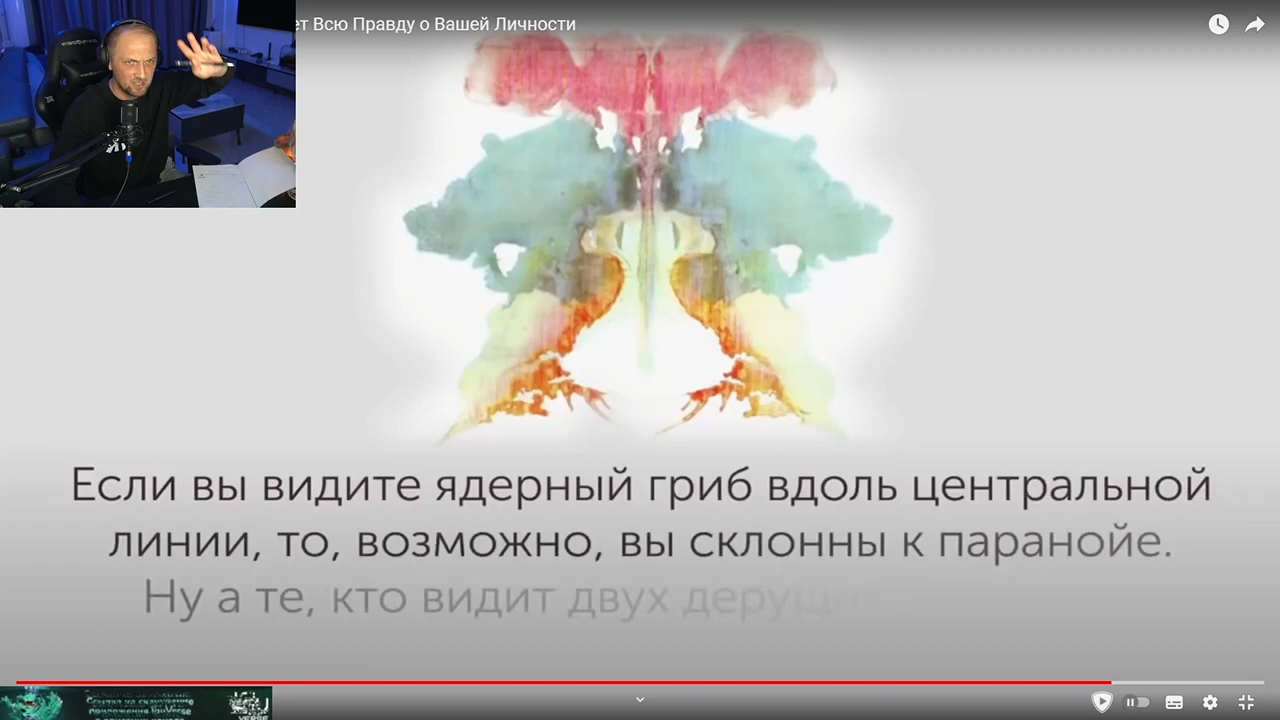 ет Всю Правду о Вашей Личности
Если вы видите ядерный гриб вдоль центральной
линии, то, возможно, вы склонны к паранойе.
Ну а те, кто видит двух
VERSE